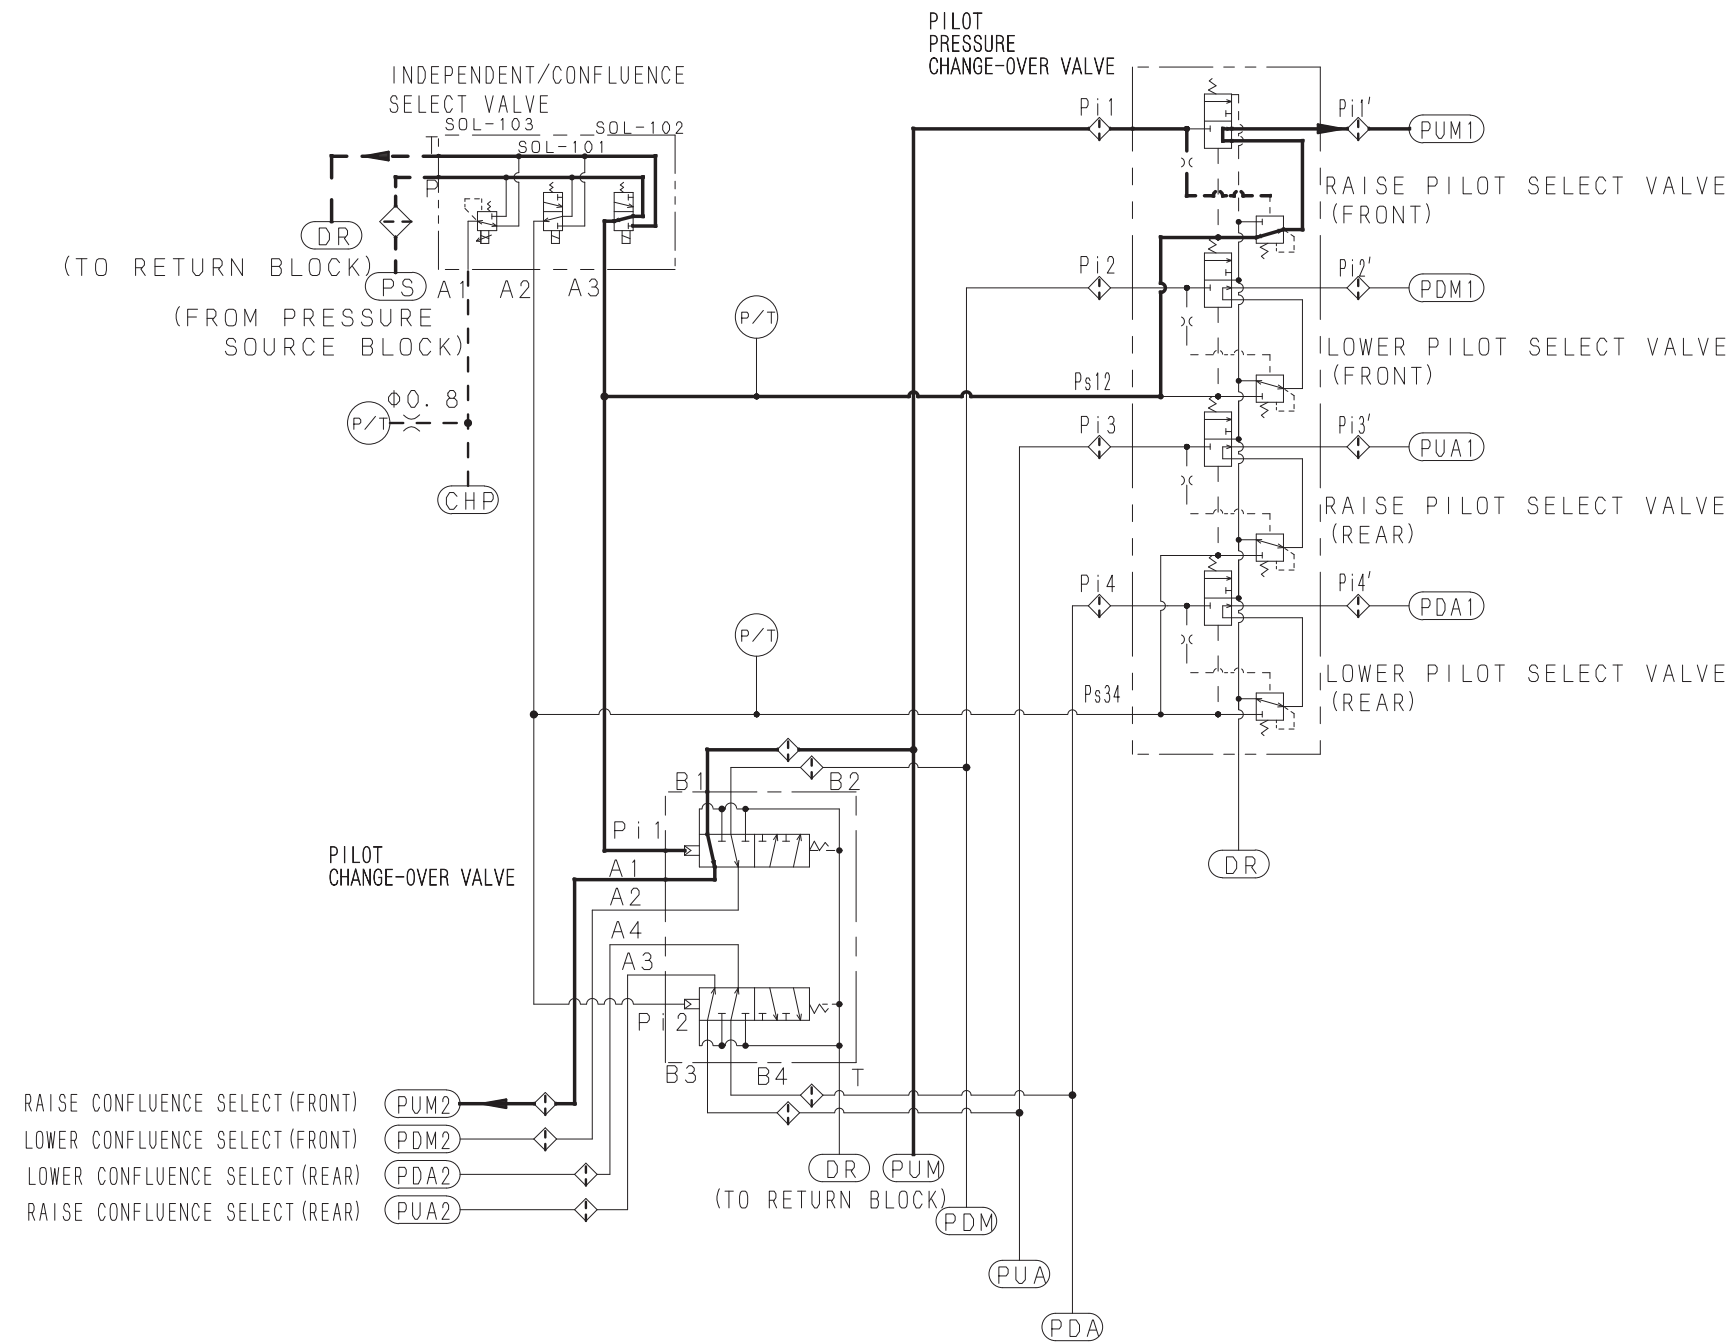 PILOT
PRESSURE
CHANGE-OVER VALVE
INDEPENDENT/CONFLUENCE
SELECT VALVE
SOL-103
SOL-102
SOL-101
T
P
DR
(TO RETURN BLOCK)
PS
(FROM PRESSURE
SOURCE BLOCK)
A1
A2
A3
P/T
Φ0.8
CHP
P/T
P/T
Pi1
Pi1'
PUM1
RAISE PILOT SELECT VALVE
(FRONT)
Pi2
Pi2'
PDM1
LOWER PILOT SELECT VALVE
(FRONT)
Ps12
Pi3
Pi3'
PUA1
RAISE PILOT SELECT VALVE
(REAR)
Pi4
Pi4'
PDA1
LOWER PILOT SELECT VALVE
(REAR)
Ps34
DR
B1
B2
Pi1
PILOT
CHANGE-OVER VALVE
A1
A2
A4
A3
Pi2
B3
B4
T
RAISE CONFLUENCE SELECT(FRONT)
PUM2
LOWER CONFLUENCE SELECT(FRONT)
PDM2
LOWER CONFLUENCE SELECT(REAR)
PDA2
RAISE CONFLUENCE SELECT(REAR)
PUA2
DR
PUM
(TO RETURN BLOCK)
PDM
PUA
PDA